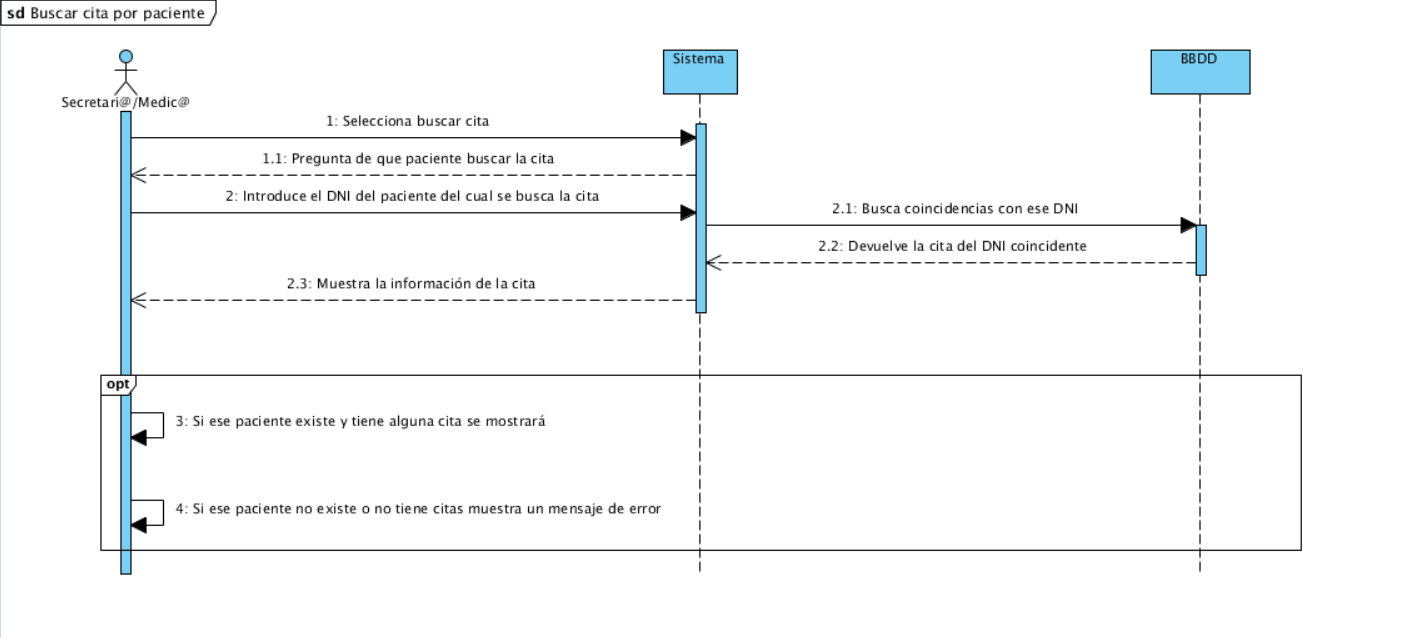 sd Buscar cita por paciente
Sistema
BBDD
Secretari@/Medic@
1: Selecciona buscar cita
1.1: Pregunta de que paciente buscar la cita
2: Introduce el DNI del paciente del cual se busca la cita
2.1: Busca coincidencias con ese DNI
2.2: Devuelve la cita del DNI coincidente
2.3: Muestra la información de la cita
opt
3: Si ese paciente existe y tiene alguna cita se mostrará
4: Si ese paciente no existe o no tiene citas muestra un mensaje de error